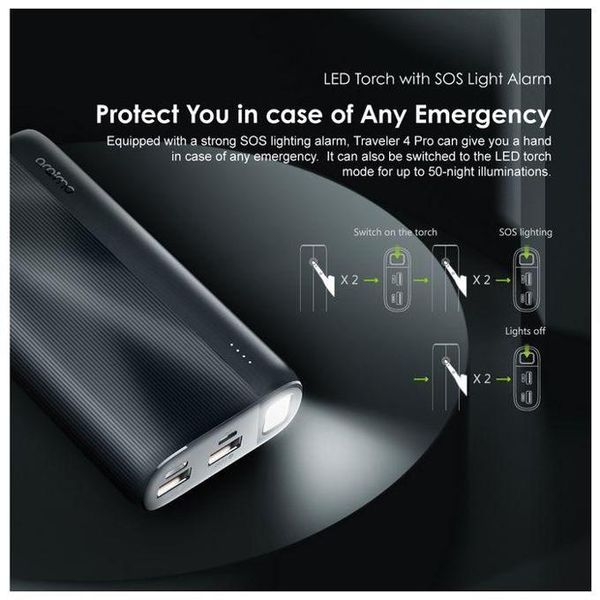 LED Torch with SOS Light Alarm
Protect You in case of Any Emergency
Equipped with a strong SOS lighting alarm, Traveler 4 Pro can give you a hand
in case of any emergency. It can also be switched to the LED torch
mode for up to 50-night illuminations.
oraimo
Switch on the torch
SOS lighting
X 2
X 2
Lights off
X 2